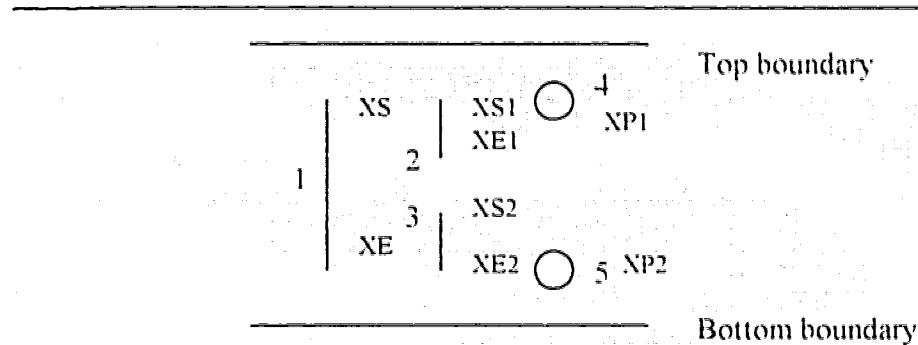 Top boundary
4
XS XS1 XP1
XE1
2
1
3 XS2
XE
XE2 5 XP2
Bottom boundary